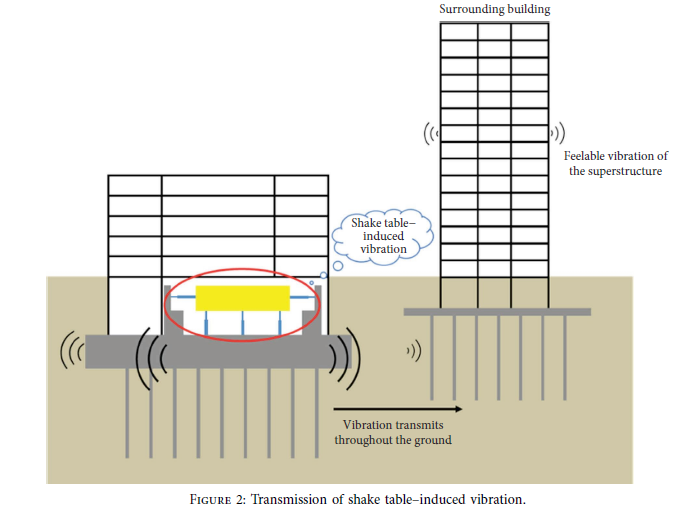 Surrounding building
Feelable vibration of
the superstructure
Shake table–
induced
vibration
Vibration transmits
throughout the ground
FIGURE 2: Transmission of shake table–induced vibration.